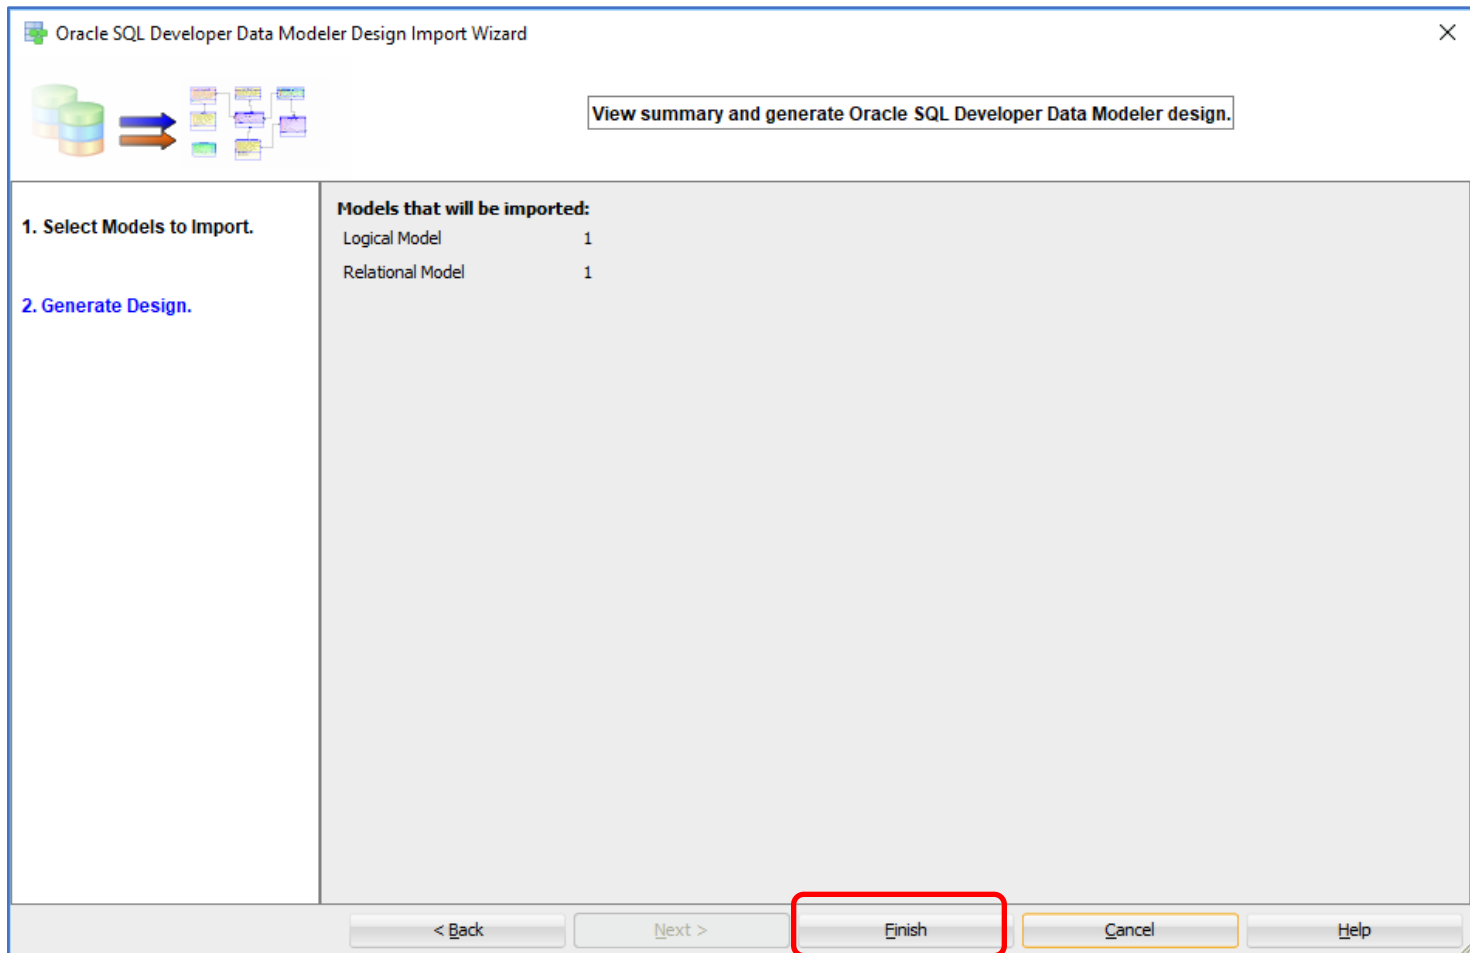 Oracle SQL Developer Data Modeler Design Import Wizard
View summary and generate Oracle SQL Developer Data Modeler design.
1. Select Models to Import.
2. Generate Design.
Models that will be imported:
Logical Model 1
Relational Model 1
< Back Next > Finish Cancel Help